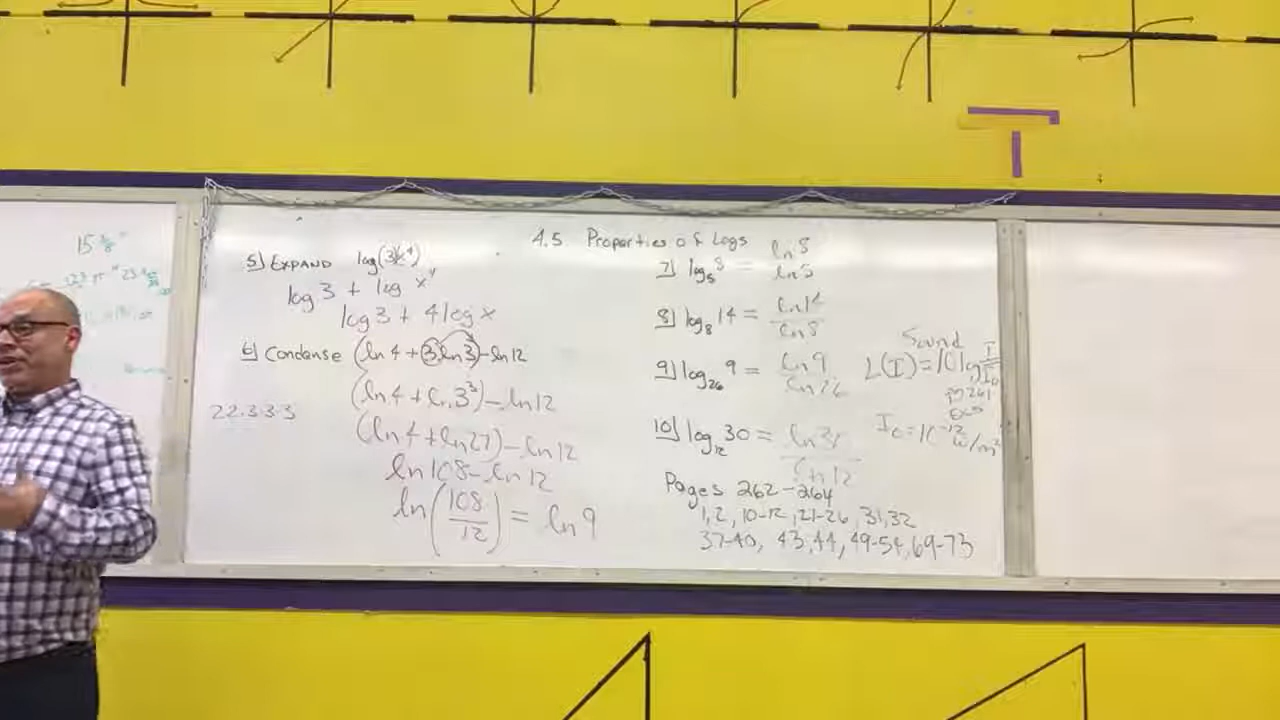 T
15 3/8"
4.5 Properties of Logs
5) EXPAND log(3x⁴)
log 3 + log x⁴
log 3 + 4 log x
6) Condense (ln 4 + 3 ln 3) - ln 12
(ln 4 + ln 3³) - ln 12
2·2·3·3·3
(ln 4 + ln 27) - ln 12
ln 108 - ln 12
ln(108/12) = ln 9
7) log₅ 8 = ln 8 / ln 5
8) log₈ 14 = ln 14 / ln 8
9) log₂₆ 9 = ln 9 / ln 26
10) log₁₂ 30 = ln 30 / ln 12
Pages 262-264
1,2, 10-12, 21-26, 31,32
37-40, 43,44, 49-54, 69-73
Sound
L(I) = 10 log I/I₀
I₀ = 10⁻¹² w/m²